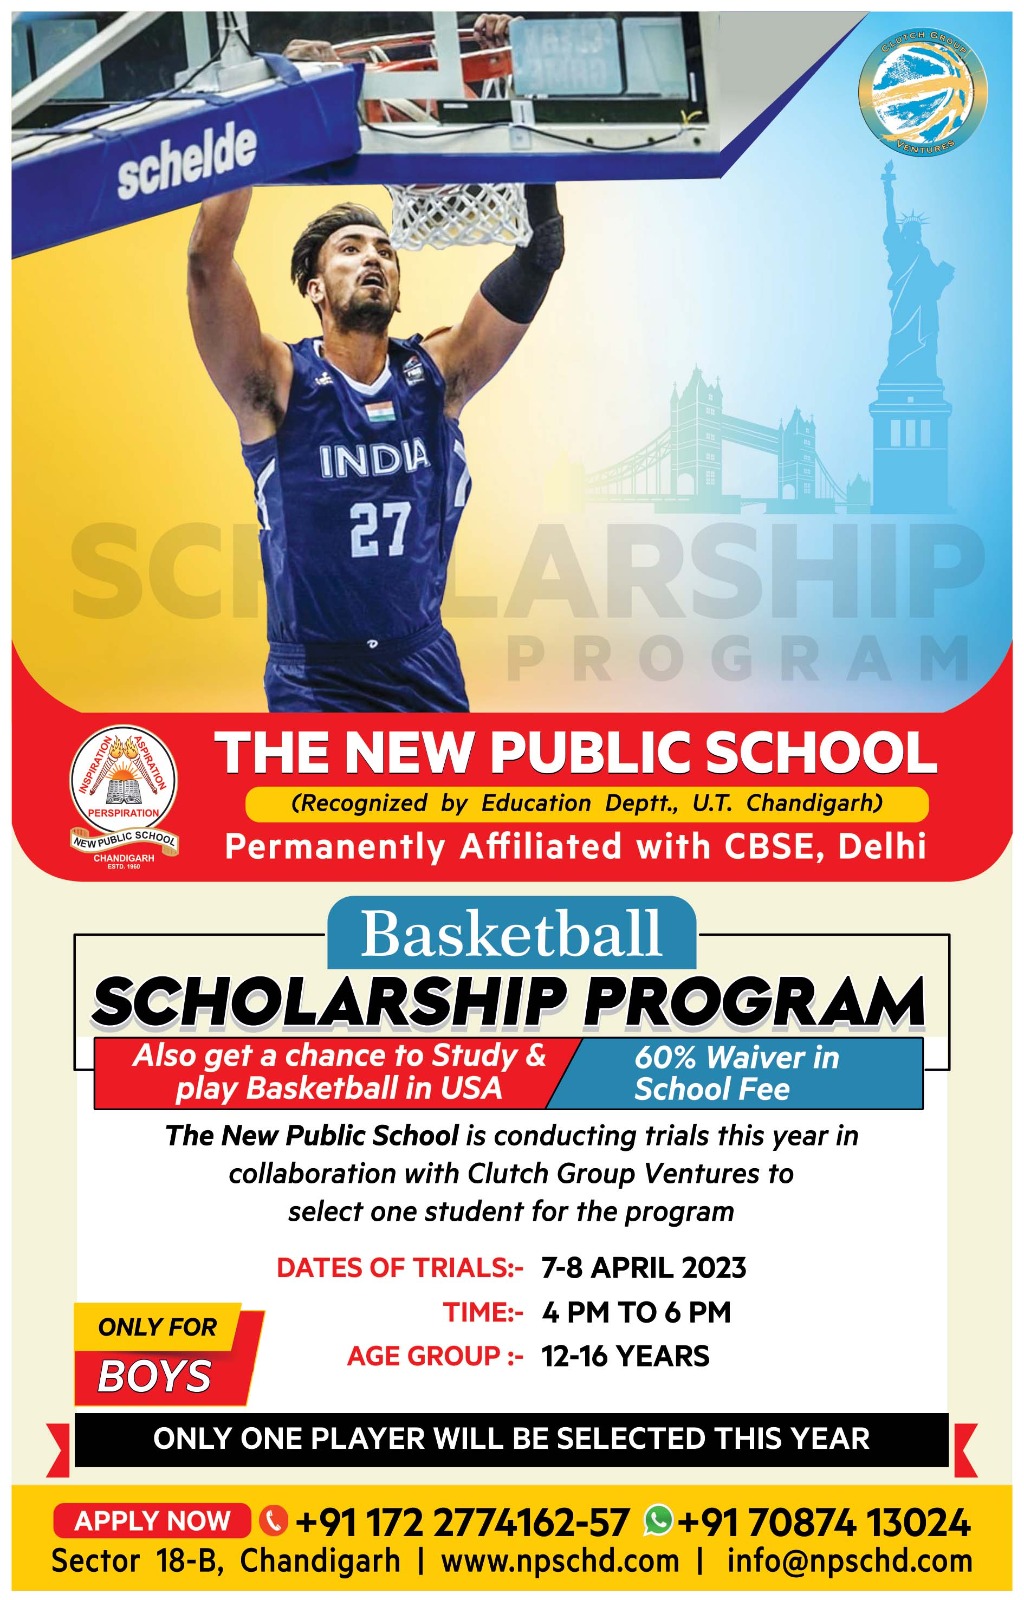 CLUTCH GROUP
VENTURES
schelde
INDIA
27
SCHOLARSHIP
PROGRAM
INSPIRATION
ASPIRATION
PERSPIRATION
NEW PUBLIC SCHOOL
CHANDIGARH
ESTD. 1960
THE NEW PUBLIC SCHOOL
(Recognized by Education Deptt., U.T. Chandigarh)
Permanently Affiliated with CBSE, Delhi
Basketball
SCHOLARSHIP PROGRAM
Also get a chance to Study &
play Basketball in USA
60% Waiver in
School Fee
The New Public School is conducting trials this year in
collaboration with Clutch Group Ventures to
select one student for the program
DATES OF TRIALS:- 7-8 APRIL 2023
TIME:- 4 PM TO 6 PM
AGE GROUP :- 12-16 YEARS
ONLY FOR
BOYS
ONLY ONE PLAYER WILL BE SELECTED THIS YEAR
APPLY NOW +91 172 2774162-57 +91 70874 13024
Sector 18-B, Chandigarh | www.npschd.com | info@npschd.com